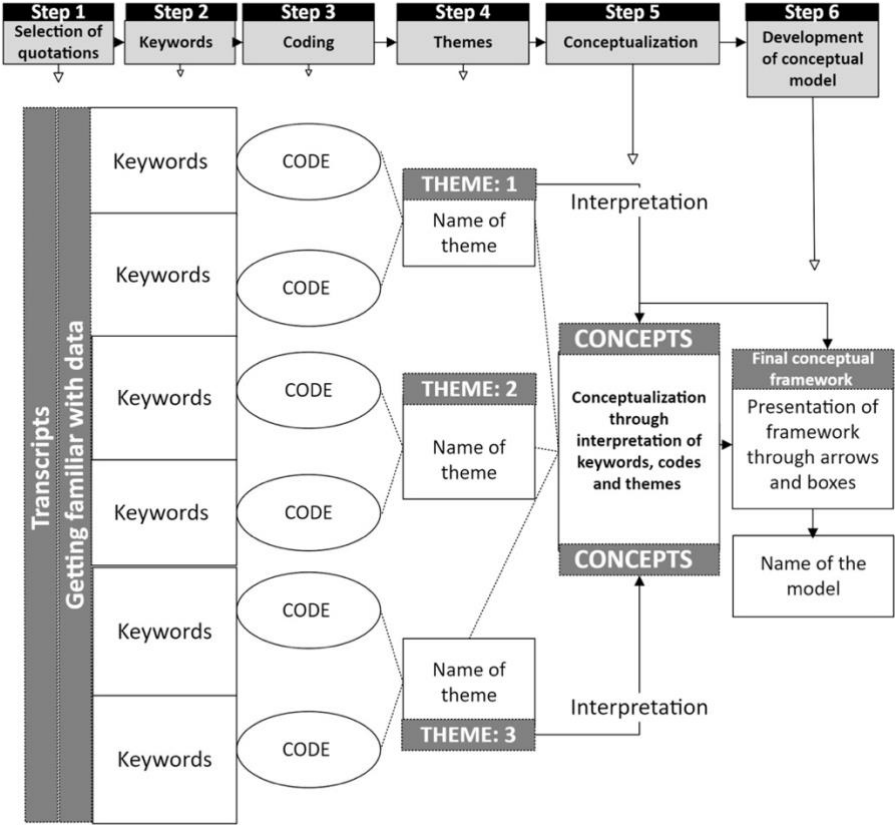 Step 1
Selection of
quotations
Step 2
Keywords
Step 3
Coding
Step 4
Themes
Step 5
Conceptualization
Step 6
Development
of conceptual
model
Transcripts
Getting familiar with data
Keywords
Keywords
Keywords
Keywords
Keywords
Keywords
CODE
CODE
CODE
CODE
CODE
CODE
THEME: 1
Name of
theme
THEME: 2
Name of
theme
Name of
theme
THEME: 3
Interpretation
CONCEPTS
Conceptualization
through
interpretation of
keywords, codes
and themes
CONCEPTS
Interpretation
Final conceptual
framework
Presentation of
framework
through arrows
and boxes
Name of the
model